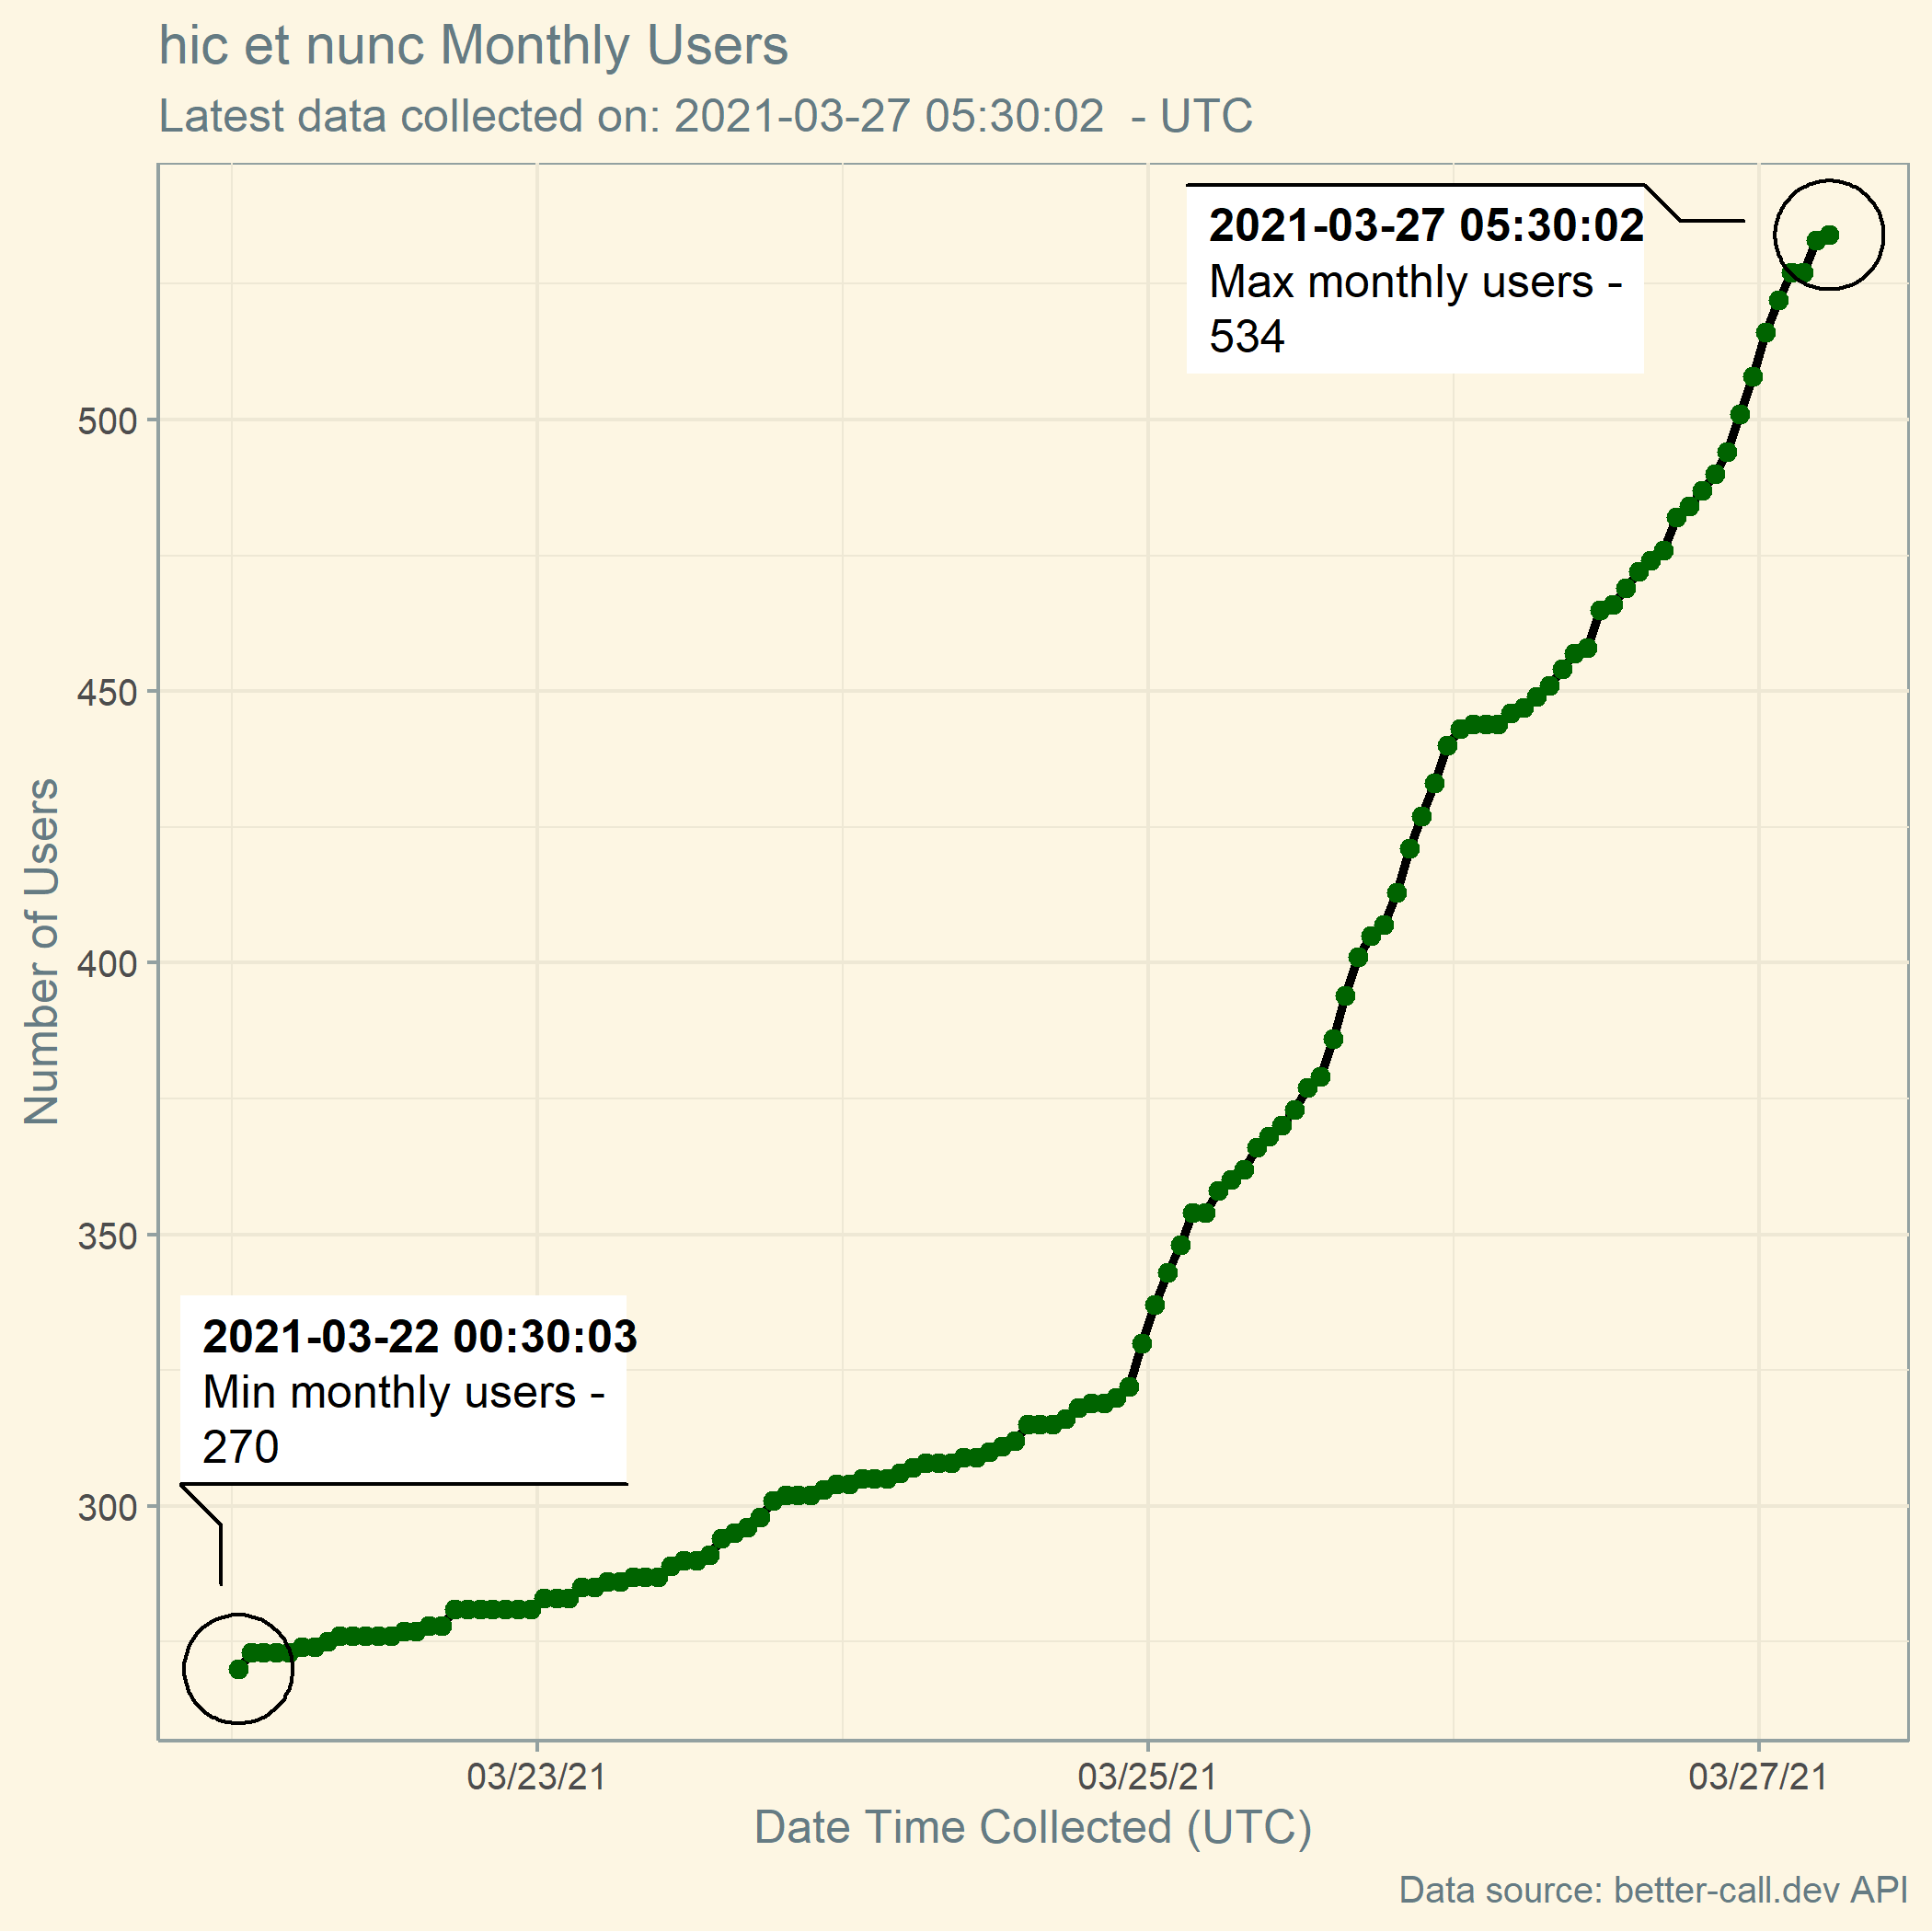 hic et nunc Monthly Users
Latest data collected on: 2021-03-27 05:30:02  - UTC
2021-03-27 05:30:02
Max monthly users -
534
500
450
400
350
300
Number of Users
2021-03-22 00:30:03
Min monthly users -
270
03/23/21
03/25/21
03/27/21
Date Time Collected (UTC)
Data source: better-call.dev API